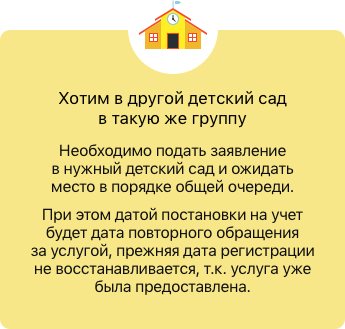 Хотим в другой детский сад
в такую же группу
Необходимо подать заявление
в нужный детский сад и ожидать
место в порядке общей очереди.
При этом датой постановки на учет
будет дата повторного обращения
за услугой, прежняя дата регистрации
не восстанавливается, т.к. услуга уже
была предоставлена.